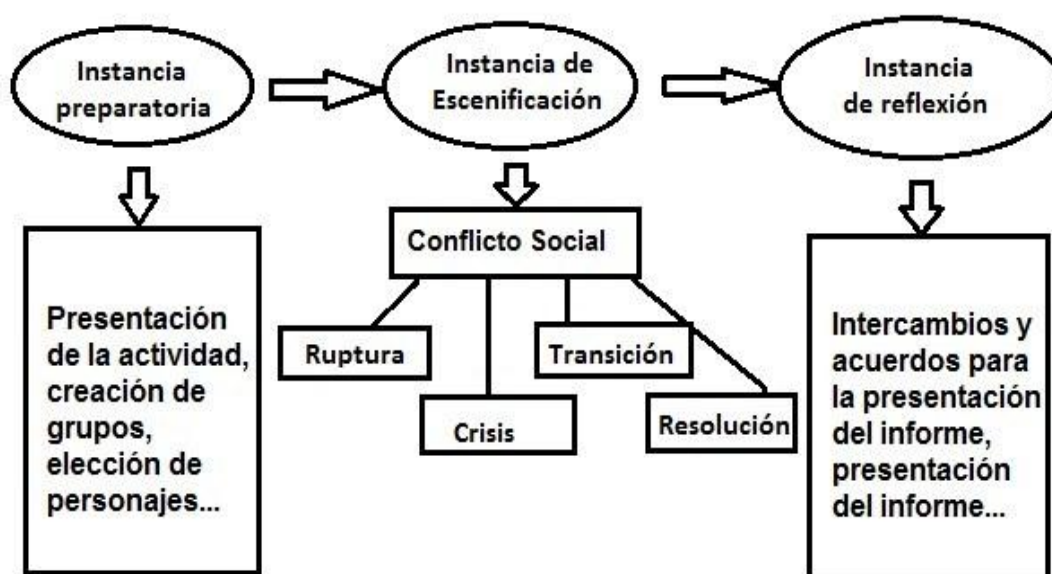 Instancia
preparatoria
Instancia de
Escenificación
Instancia
de reflexión
Presentación
de la actividad,
creación de
grupos,
elección de
personajes...
Conflicto Social
Ruptura
Crisis
Transición
Resolución
Intercambios y
acuerdos para
la presentación
del informe,
presentación
del informe...